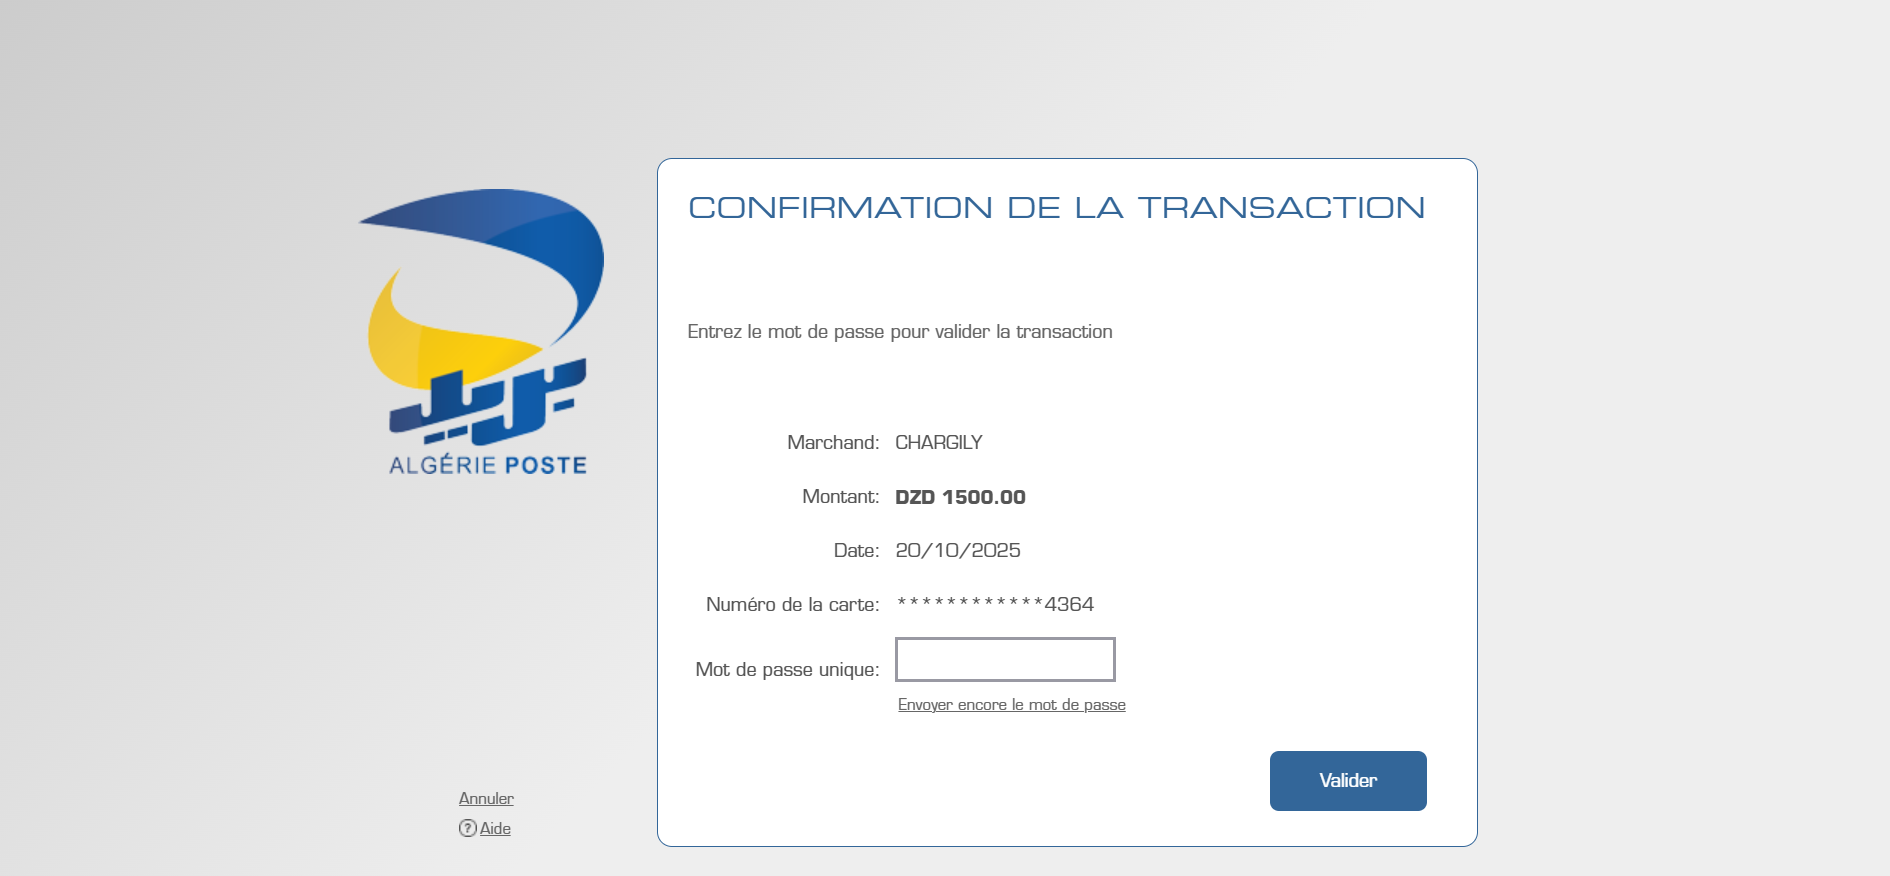 ALGÉRIE POSTE
CONFIRMATION DE LA TRANSACTION
Entrez le mot de passe pour valider la transaction
Marchand: CHARGILY
Montant: DZD 1500.00
Date: 20/10/2025
Numéro de la carte: ************4364
Mot de passe unique:
Envoyer encore le mot de passe
Valider
Annuler
? Aide